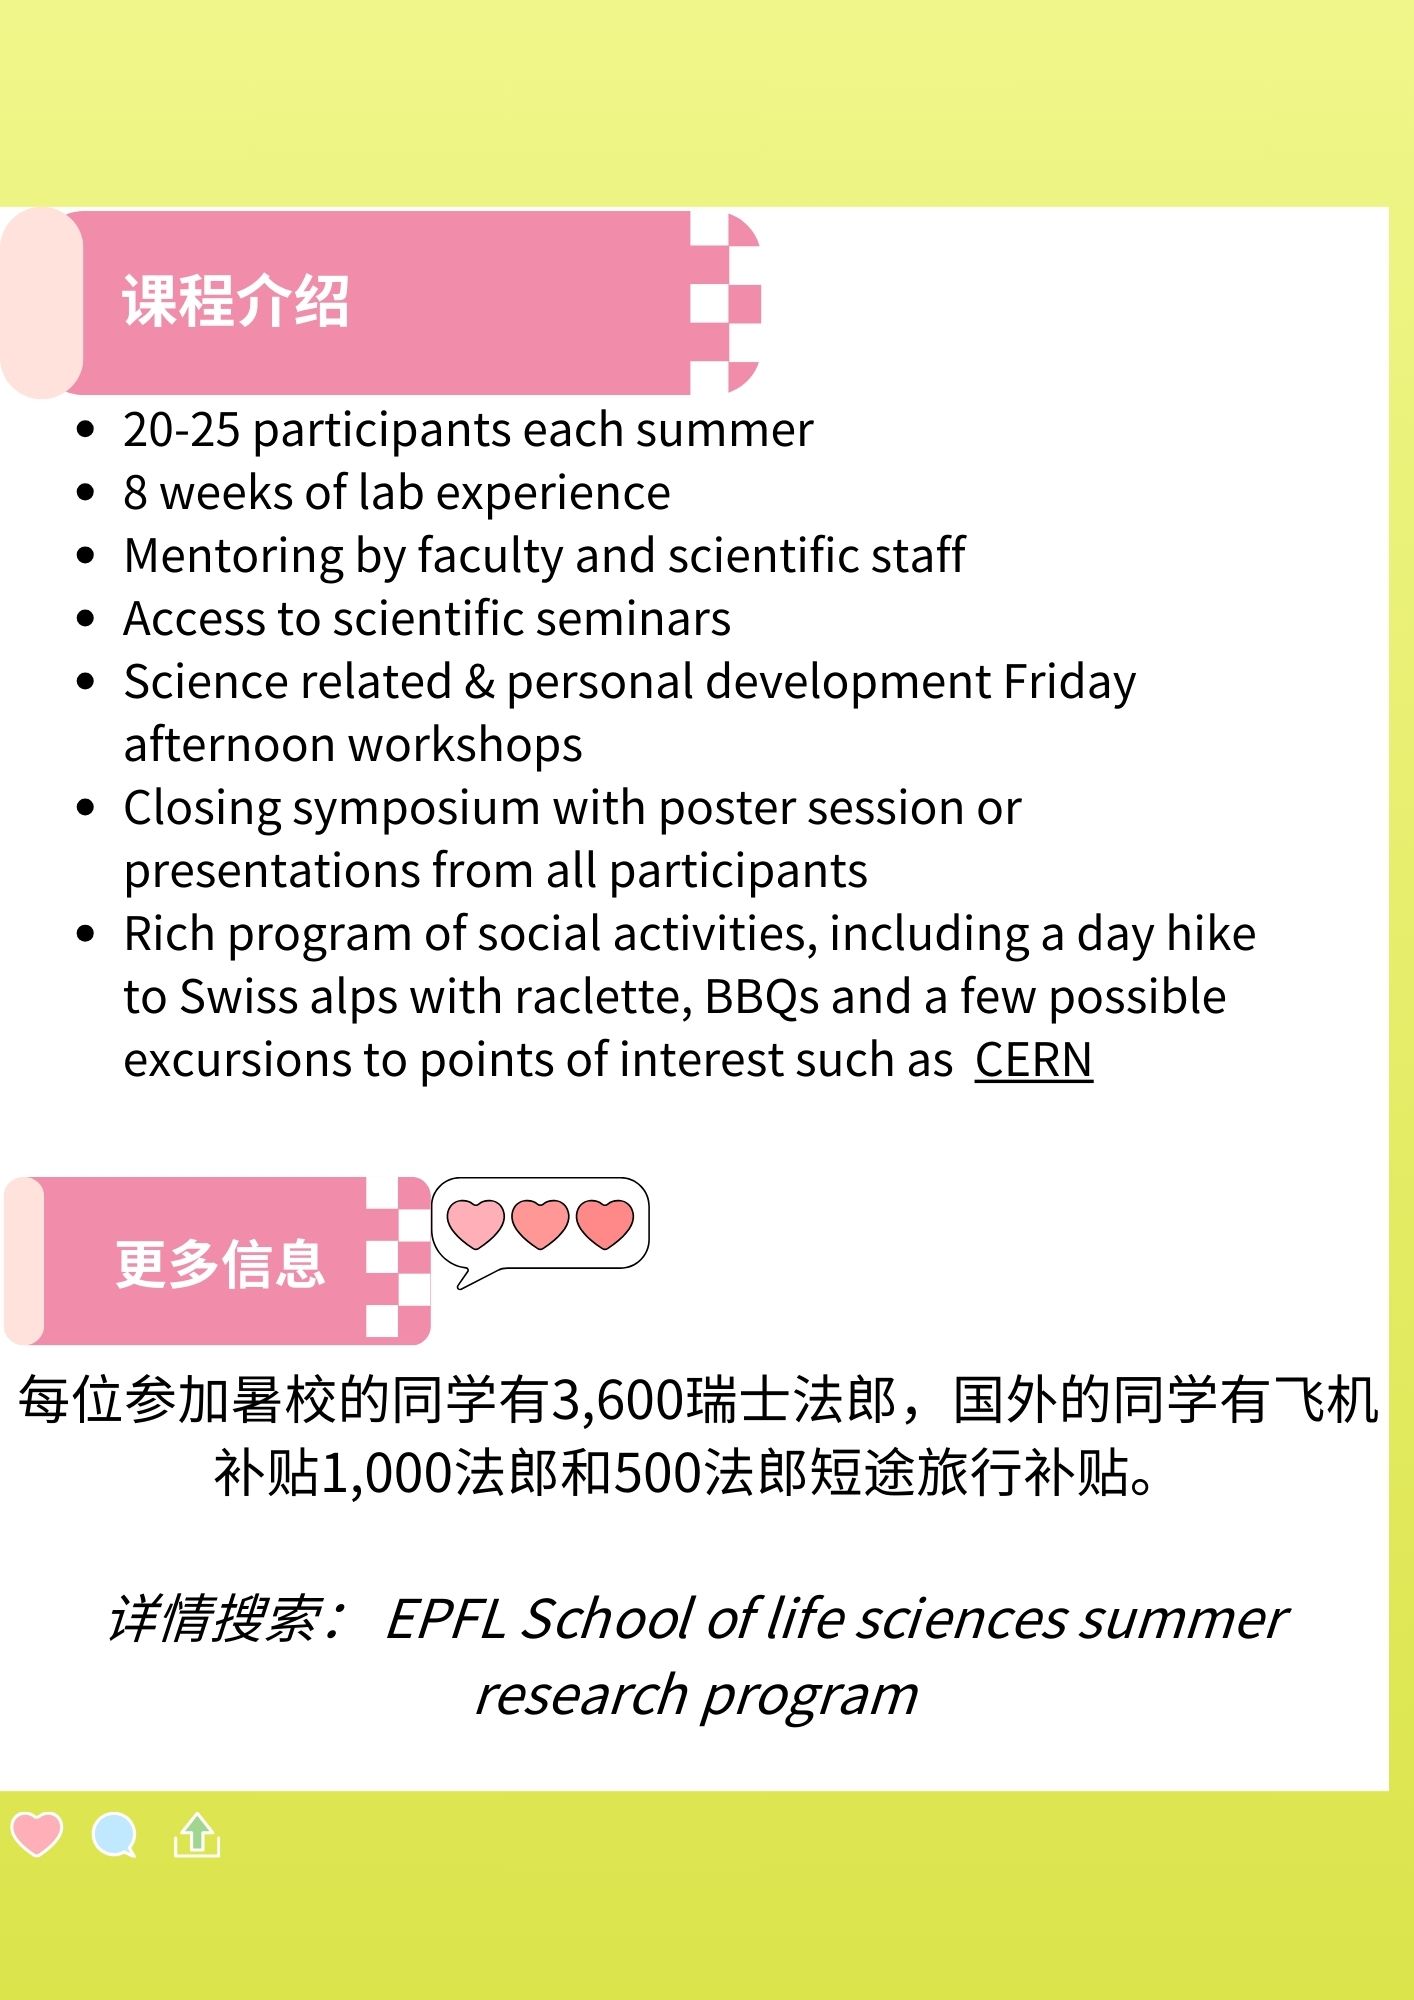 课程介绍
• 20-25 participants each summer
• 8 weeks of lab experience
• Mentoring by faculty and scientific staff
• Access to scientific seminars
• Science related & personal development Friday
afternoon workshops
• Closing symposium with poster session or
presentations from all participants
• Rich program of social activities, including a day hike
to Swiss alps with raclette, BBQs and a few possible
excursions to points of interest such as CERN
更多信息
每位参加暑校的同学有3,600瑞士法郎，国外的同学有飞机
补贴1,000法郎和500法郎短途旅行补贴。
详情搜索： EPFL School of life sciences summer
research program